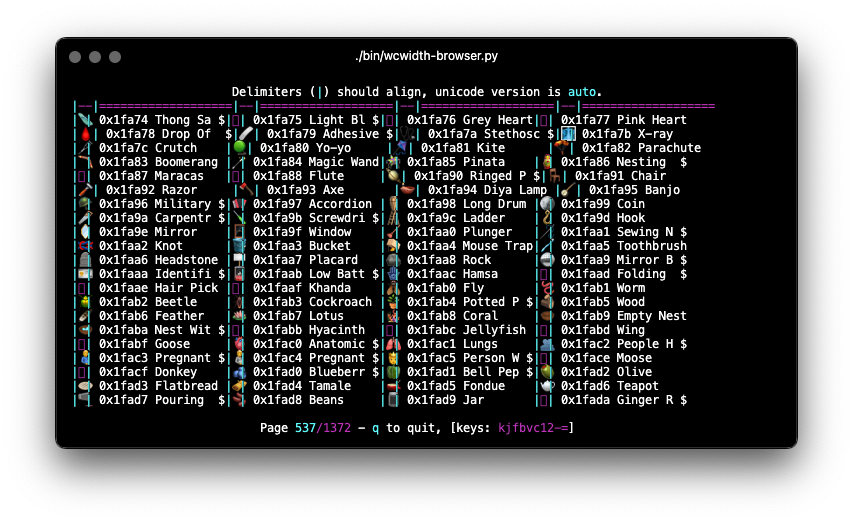 ./bin/wcwidth-browser.py
Delimiters (|) should align, unicode version is auto.
|--|===================|--|===================|--|===================|--|===================
0x1fa74 Thong Sa $| | 0x1fa75 Light Bl $| | 0x1fa76 Grey Heart| | 0x1fa77 Pink Heart
| 0x1fa78 Drop Of  $| | 0x1fa79 Adhesive $| | 0x1fa7a Stethosc $| | 0x1fa7b X-ray
0x1fa7c Crutch 0x1fa80 Yo-yo 0x1fa81 Kite 0x1fa82 Parachute
0x1fa83 Boomerang 0x1fa84 Magic Wand 0x1fa85 Pinata 0x1fa86 Nesting  $
0x1fa87 Maracas 0x1fa88 Flute | 0x1fa90 Ringed P $| 0x1fa91 Chair
| 0x1fa92 Razor | 0x1fa93 Axe | 0x1fa94 Diya Lamp | 0x1fa95 Banjo
0x1fa96 Military $| 0x1fa97 Accordion 0x1fa98 Long Drum 0x1fa99 Coin
0x1fa9a Carpentr $| 0x1fa9b Screwdri $| 0x1fa9c Ladder 0x1fa9d Hook
0x1fa9e Mirror 0x1fa9f Window 0x1faa0 Plunger 0x1faa1 Sewing N $
0x1faa2 Knot 0x1faa3 Bucket 0x1faa4 Mouse Trap 0x1faa5 Toothbrush
0x1faa6 Headstone 0x1faa7 Placard 0x1faa8 Rock 0x1faa9 Mirror B $
0x1faaa Identifi $| 0x1faab Low Batt $| 0x1faac Hamsa 0x1faad Folding  $
0x1faae Hair Pick 0x1faaf Khanda 0x1fab0 Fly 0x1fab1 Worm
0x1fab2 Beetle 0x1fab3 Cockroach 0x1fab4 Potted P $| 0x1fab5 Wood
0x1fab6 Feather 0x1fab7 Lotus 0x1fab8 Coral 0x1fab9 Empty Nest
0x1faba Nest Wit $| 0x1fabb Hyacinth 0x1fabc Jellyfish 0x1fabd Wing
0x1fabf Goose 0x1fac0 Anatomic $| 0x1fac1 Lungs 0x1fac2 People H $
0x1fac3 Pregnant $| 0x1fac4 Pregnant $| 0x1fac5 Person W $| 0x1face Moose
0x1facf Donkey 0x1fad0 Blueberr $| 0x1fad1 Bell Pep $| 0x1fad2 Olive
0x1fad3 Flatbread 0x1fad4 Tamale 0x1fad5 Fondue 0x1fad6 Teapot
0x1fad7 Pouring  $| 0x1fad8 Beans 0x1fad9 Jar 0x1fada Ginger R $
Page 537/1372 - q to quit, [keys: kjfbvc12-=]